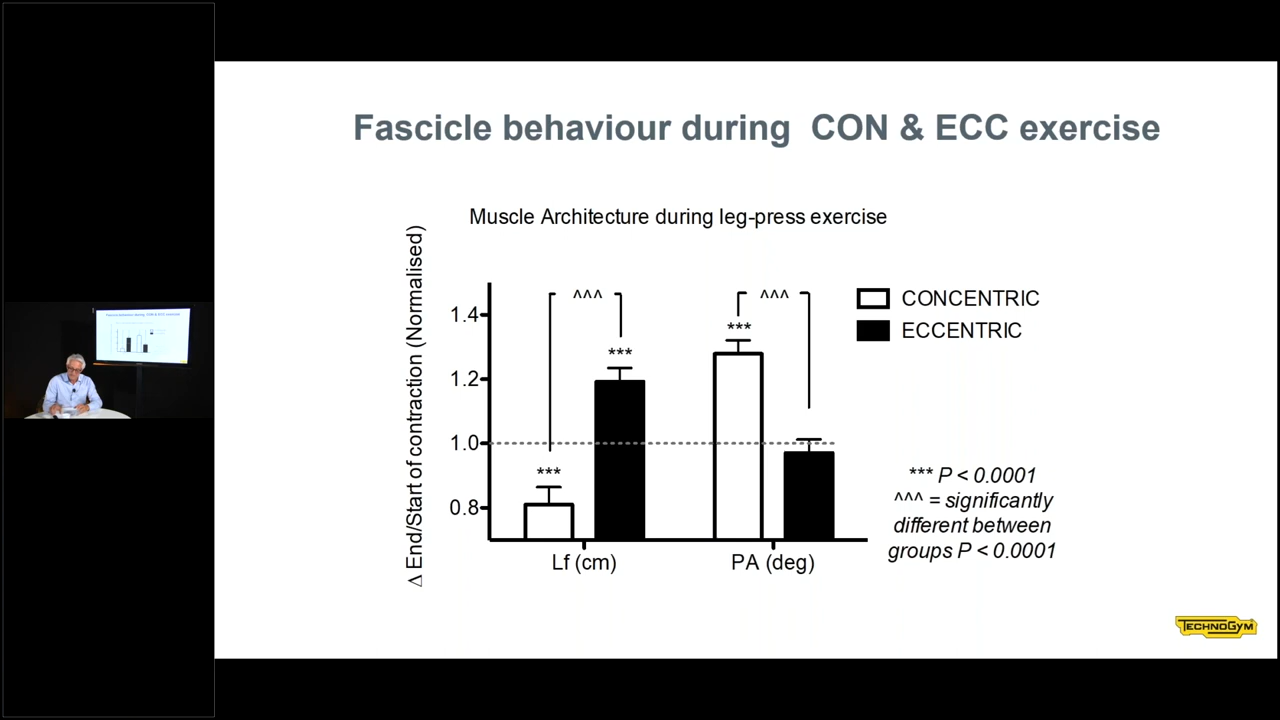 Fascicle behaviour during CON & ECC exercise
Muscle Architecture during leg-press exercise
Δ End/Start of contraction (Normalised)
1.4
1.2
1.0
0.8
^^^
^^^
***
***
***
***
Lf (cm)
PA (deg)
CONCENTRIC
ECCENTRIC
*** P < 0.0001
^^^ = significantly
different between
groups P < 0.0001
TECHNOGYM